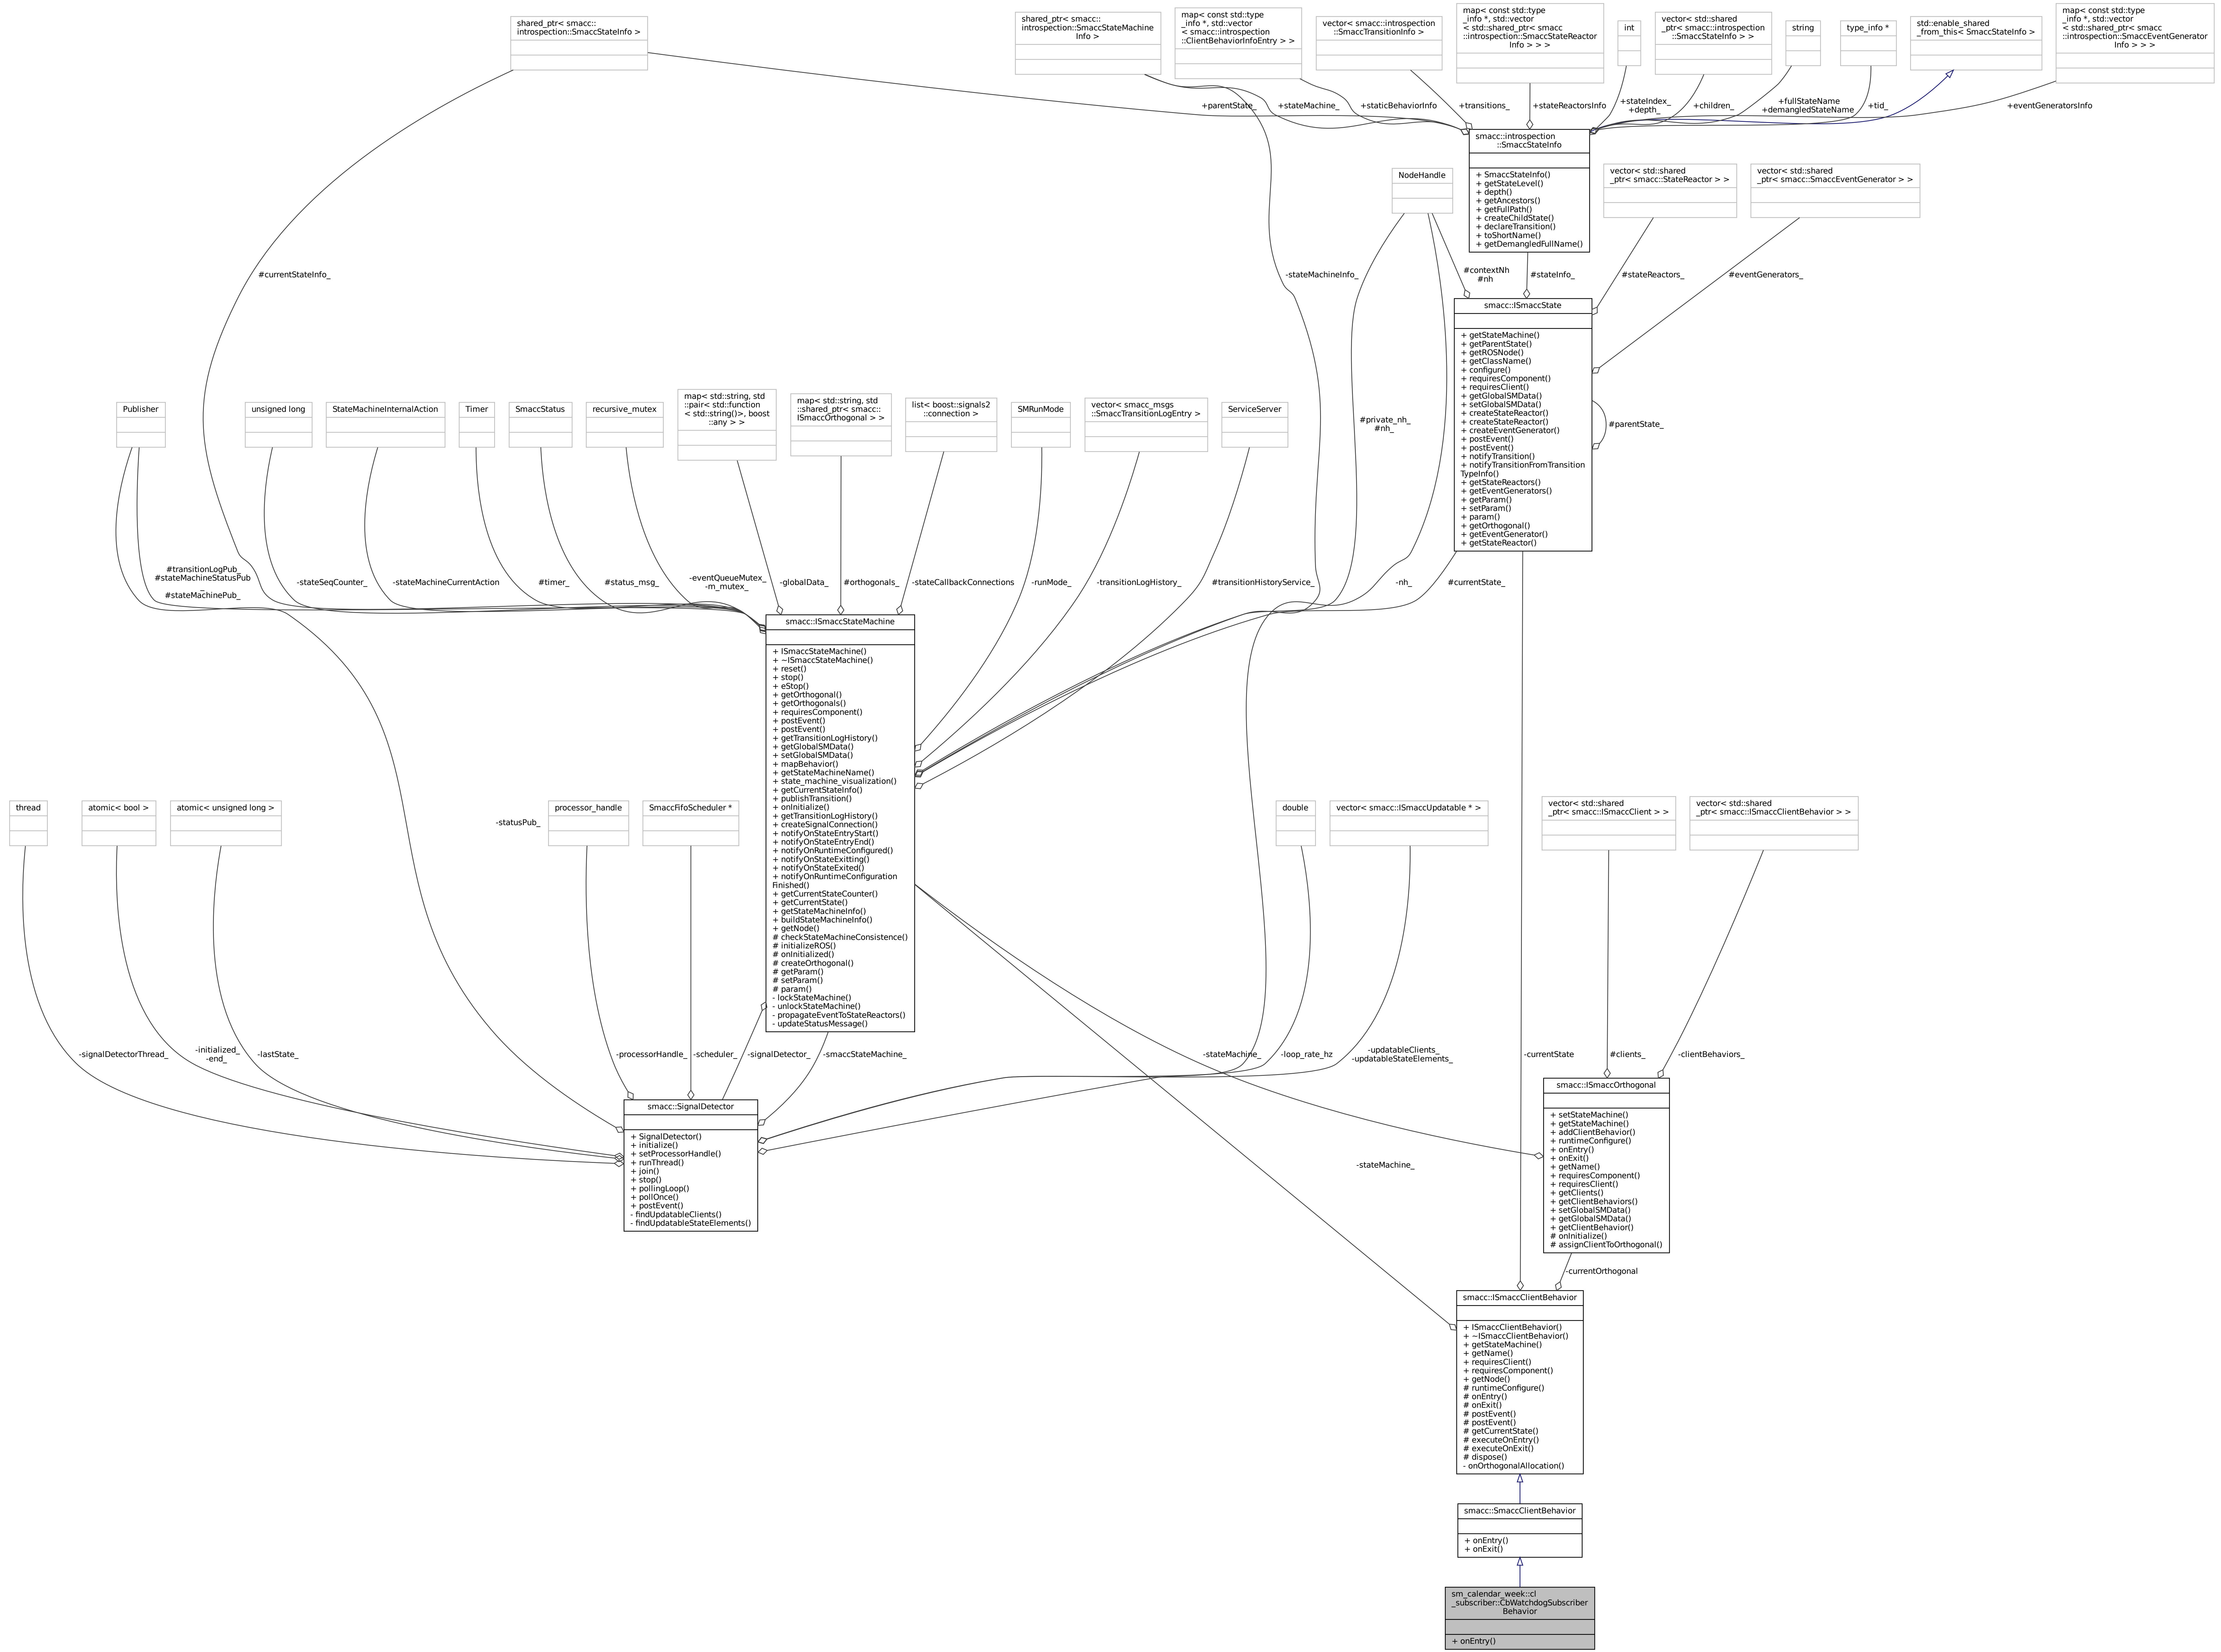 shared_ptr< smacc::
introspection::SmaccStateInfo >
shared_ptr< smacc::
introspection::SmaccStateMachine
Info >
map< const std::type
_info *, std::vector
< smacc::introspection
::ClientBehaviorInfoEntry > >
vector< smacc::introspection
::SmaccTransitionInfo >
map< const std::type
_info *, std::vector
< std::shared_ptr< smacc
::introspection::SmaccStateReactor
Info > > >
int
vector< std::shared
_ptr< smacc::introspection
::SmaccStateInfo > >
string
type_info *
std::enable_shared
_from_this< SmaccStateInfo >
map< const std::type
_info *, std::vector
< std::shared_ptr< smacc
::introspection::SmaccEventGenerator
Info > > >
+parentState_
+stateMachine_
+staticBehaviorInfo
+transitions_
+stateReactorsInfo
+stateIndex_
+depth_
+children_
+fullStateName
+demangledStateName
+tid_
+eventGeneratorsInfo
smacc::introspection
::SmaccStateInfo
+ SmaccStateInfo()
+ getStateLevel()
+ depth()
+ getAncestors()
+ getFullPath()
+ createChildState()
+ declareTransition()
+ toShortName()
+ getDemangledFullName()
NodeHandle
vector< std::shared
_ptr< smacc::StateReactor > >
vector< std::shared
_ptr< smacc::SmaccEventGenerator > >
#currentStateInfo_
-stateMachineInfo_
#contextNh
#nh
#stateInfo_
#stateReactors_
#eventGenerators_
smacc::ISmaccState
+ getStateMachine()
+ getParentState()
+ getROSNode()
+ getClassName()
+ configure()
+ requiresComponent()
+ requiresClient()
+ getGlobalSMData()
+ setGlobalSMData()
+ createStateReactor()
+ createStateReactor()
+ createEventGenerator()
+ postEvent()
+ postEvent()
+ notifyTransition()
+ notifyTransitionFromTransition
TypeInfo()
+ getStateReactors()
+ getEventGenerators()
+ getParam()
+ setParam()
+ param()
+ getOrthogonal()
+ getEventGenerator()
+ getStateReactor()
#parentState_
#private_nh_
#nh_
Publisher
unsigned long
StateMachineInternalAction
Timer
SmaccStatus
recursive_mutex
map< std::string, std
::pair< std::function
< std::string()>, boost
::any > >
map< std::string, std
::shared_ptr< smacc::
ISmaccOrthogonal > >
list< boost::signals2
::connection >
SMRunMode
vector< smacc_msgs
::SmaccTransitionLogEntry >
ServiceServer
#transitionLogPub_
#stateMachineStatusPub
_
#stateMachinePub_
-stateSeqCounter_
-stateMachineCurrentAction
#timer_
#status_msg_
-eventQueueMutex_
-m_mutex_
-globalData_
#orthogonals_
-stateCallbackConnections
-runMode_
-transitionLogHistory_
#transitionHistoryService_
-nh_
#currentState_
smacc::ISmaccStateMachine
+ ISmaccStateMachine()
+ ~ISmaccStateMachine()
+ reset()
+ stop()
+ eStop()
+ getOrthogonal()
+ getOrthogonals()
+ requiresComponent()
+ postEvent()
+ postEvent()
+ getTransitionLogHistory()
+ getGlobalSMData()
+ setGlobalSMData()
+ mapBehavior()
+ getStateMachineName()
+ state_machine_visualization()
+ getCurrentStateInfo()
+ publishTransition()
+ onInitialize()
+ getTransitionLogHistory()
+ createSignalConnection()
+ notifyOnStateEntryStart()
+ notifyOnStateEntryEnd()
+ notifyOnRuntimeConfigured()
+ notifyOnStateExitting()
+ notifyOnStateExited()
+ notifyOnRuntimeConfiguration
Finished()
+ getCurrentStateCounter()
+ getCurrentState()
+ getStateMachineInfo()
+ buildStateMachineInfo()
+ getNode()
# checkStateMachineConsistence()
# initializeROS()
# onInitialized()
# createOrthogonal()
# getParam()
# setParam()
# param()
- lockStateMachine()
- unlockStateMachine()
- propagateEventToStateReactors()
- updateStatusMessage()
thread
atomic< bool >
atomic< unsigned long >
-statusPub_
processor_handle
SmaccFifoScheduler *
double
vector< smacc::ISmaccUpdatable * >
vector< std::shared
_ptr< smacc::ISmaccClient > >
vector< std::shared
_ptr< smacc::ISmaccClientBehavior > >
-signalDetectorThread_
-initialized_
-end_
-lastState_
-processorHandle_
-scheduler_
-signalDetector_
-smaccStateMachine_
-stateMachine_
-loop_rate_hz
-updatableClients_
-updatableStateElements_
-currentState
#clients_
-clientBehaviors_
smacc::SignalDetector
+ SignalDetector()
+ initialize()
+ setProcessorHandle()
+ runThread()
+ join()
+ stop()
+ pollingLoop()
+ pollOnce()
+ postEvent()
- findUpdatableClients()
- findUpdatableStateElements()
smacc::ISmaccOrthogonal
+ setStateMachine()
+ getStateMachine()
+ addClientBehavior()
+ runtimeConfigure()
+ onEntry()
+ onExit()
+ getName()
+ requiresComponent()
+ requiresClient()
+ getClients()
+ getClientBehaviors()
+ setGlobalSMData()
+ getGlobalSMData()
+ getClientBehavior()
# onInitialize()
# assignClientToOrthogonal()
-stateMachine_
-currentOrthogonal
smacc::ISmaccClientBehavior
+ ISmaccClientBehavior()
+ ~ISmaccClientBehavior()
+ getStateMachine()
+ getName()
+ requiresClient()
+ requiresComponent()
+ getNode()
# runtimeConfigure()
# onEntry()
# onExit()
# postEvent()
# postEvent()
# getCurrentState()
# executeOnEntry()
# executeOnExit()
# dispose()
- onOrthogonalAllocation()
smacc::SmaccClientBehavior
+ onEntry()
+ onExit()
sm_calendar_week::cl
_subscriber::CbWatchdogSubscriber
Behavior
+ onEntry()